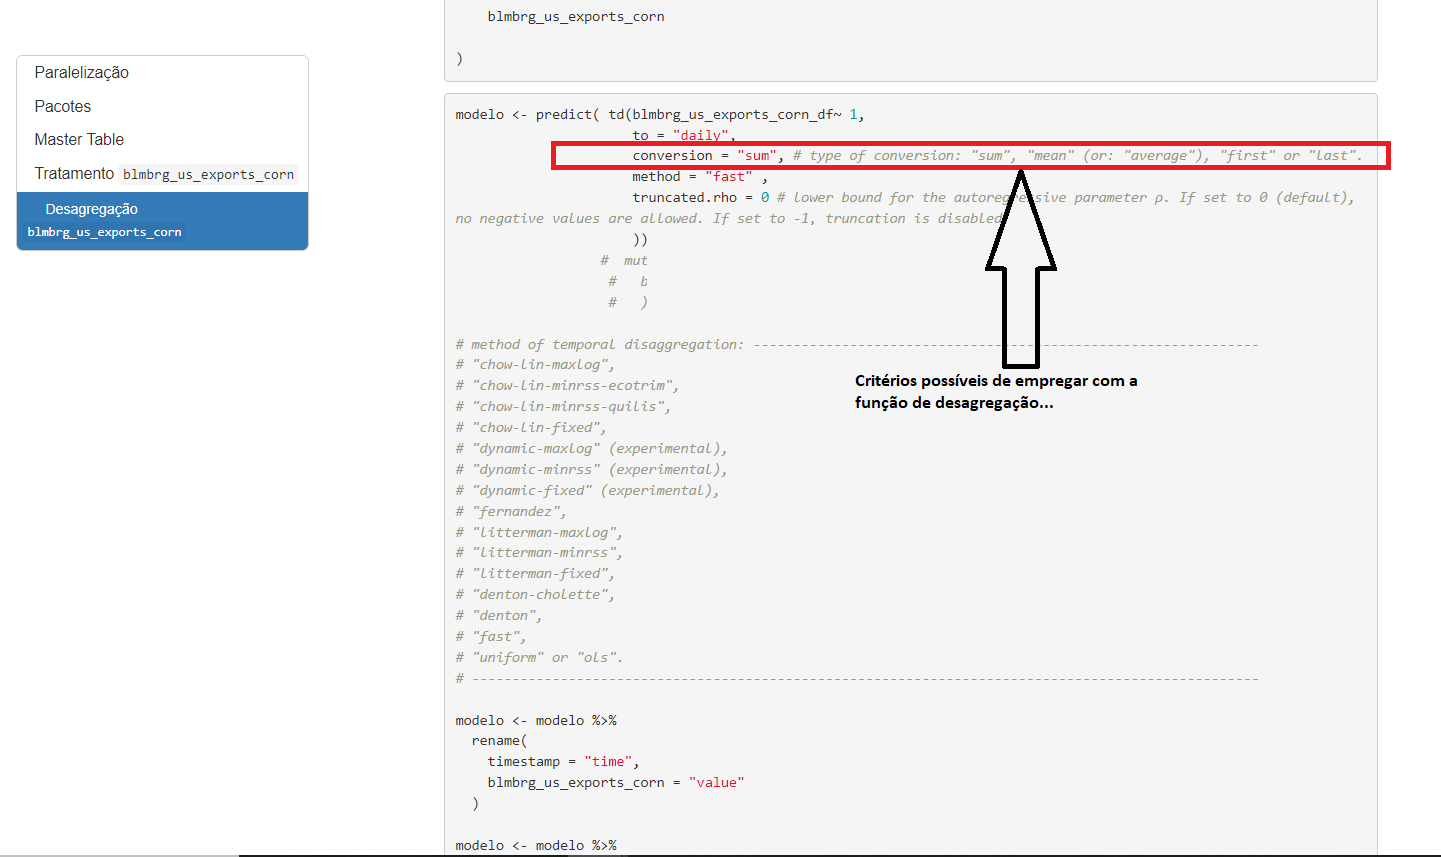 blmbrg_us_exports_corn
)
Paralelização
Pacotes
Master Table
Tratamento blmbrg_us_exports_corn
Desagregação
blmbrg_us_exports_corn
modelo <- predict( td(blmbrg_us_exports_corn_df~ 1,
to = "daily",
conversion = "sum", # type of conversion: "sum", "mean" (or: "average"), "first" or "last".
method = "fast" ,
truncated.rho = 0 # lower bound for the autoregressive parameter ρ. If set to 0 (default),
no negative values are allowed. If set to -1, truncation is disabled
))
# mut
# b
# )
# method of temporal disaggregation: ---------------------------------------------------------------
# "chow-lin-maxlog",
# "chow-lin-minrss-ecotrim",
# "chow-lin-minrss-quilis",
# "chow-lin-fixed",
# "dynamic-maxlog" (experimental),
# "dynamic-minrss" (experimental),
# "dynamic-fixed" (experimental),
# "fernandez",
# "litterman-maxlog",
# "litterman-minrss",
# "litterman-fixed",
# "denton-cholette",
# "denton",
# "fast",
# "uniform" or "ols".
# --------------------------------------------------------------------------------------------------
Critérios possíveis de empregar com a
função de desagregação...
modelo <- modelo %>%
rename(
timestamp = "time",
blmbrg_us_exports_corn = "value"
)
modelo <- modelo %>%